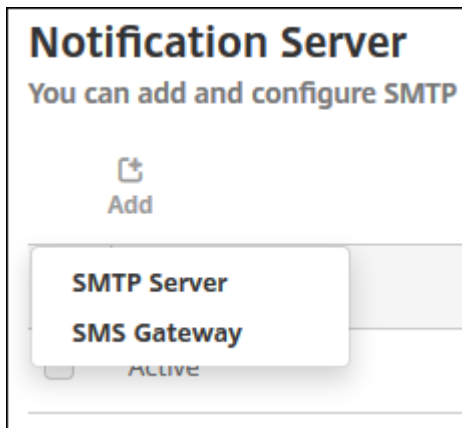 Notification Server
You can add and configure SMTP
Add
SMTP Server
SMS Gateway
Active